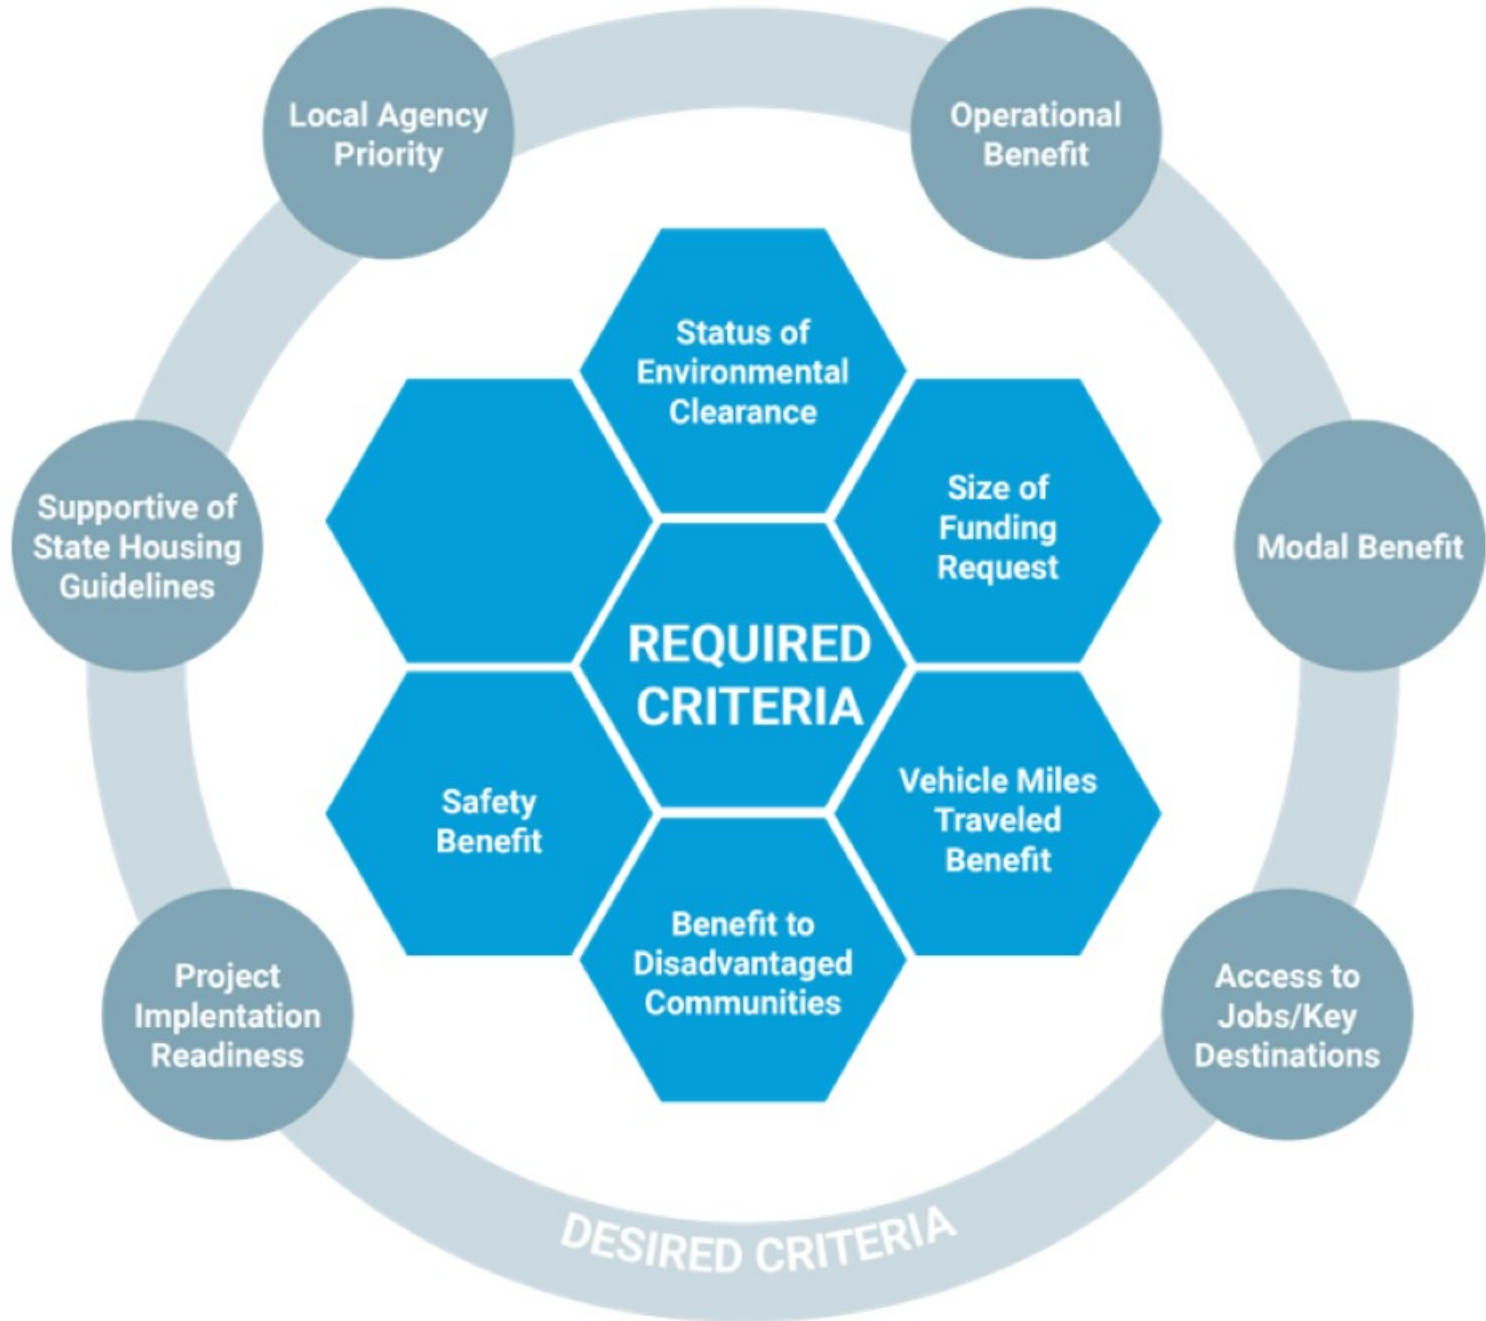 Local Agency
Priority
Operational
Benefit
Status of
Environmental
Clearance
Size of
Funding
Request
Supportive of
State Housing
Guidelines
Modal Benefit
REQUIRED
CRITERIA
Safety
Benefit
Vehicle Miles
Traveled
Benefit
Benefit to
Disadvantaged
Communities
Project
Implentation
Readiness
Access to
Jobs/Key
Destinations
DESIRED CRITERIA